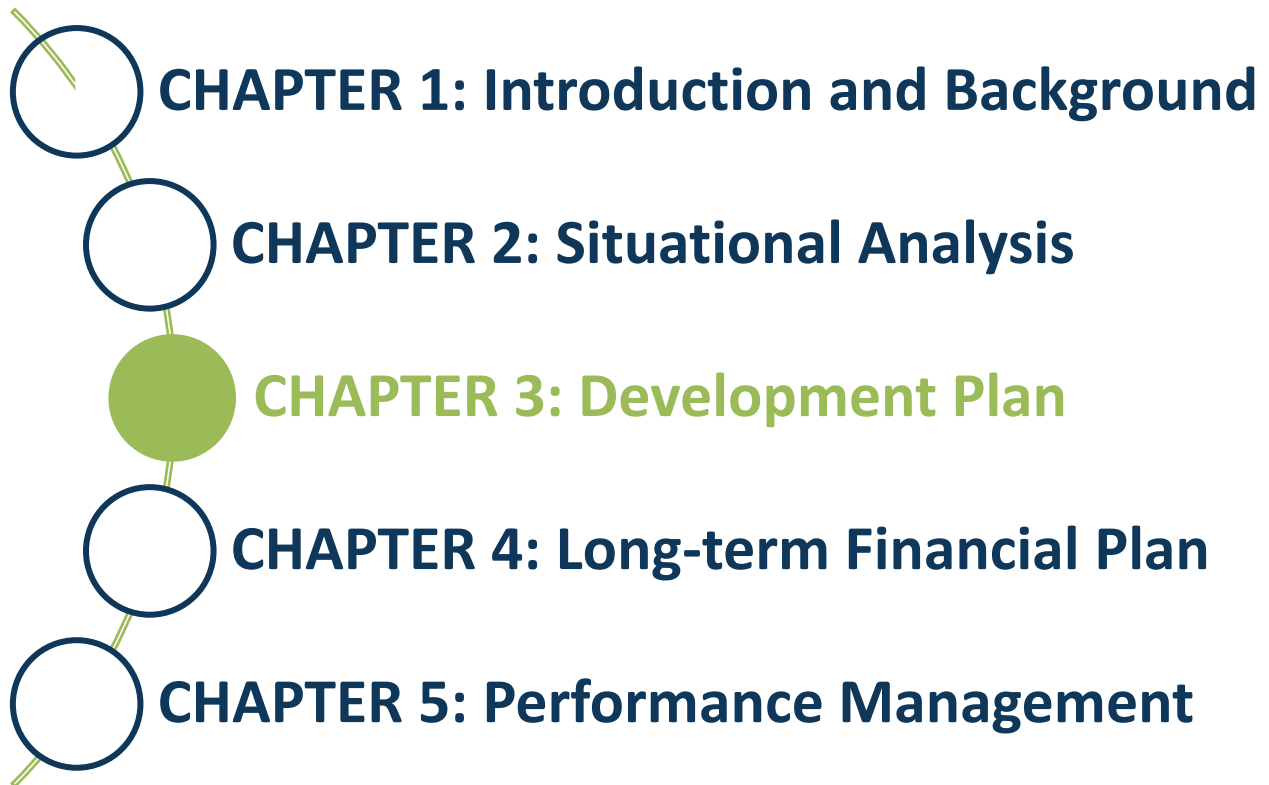 CHAPTER 1: Introduction and Background
CHAPTER 2: Situational Analysis
CHAPTER 3: Development Plan
CHAPTER 4: Long-term Financial Plan
CHAPTER 5: Performance Management